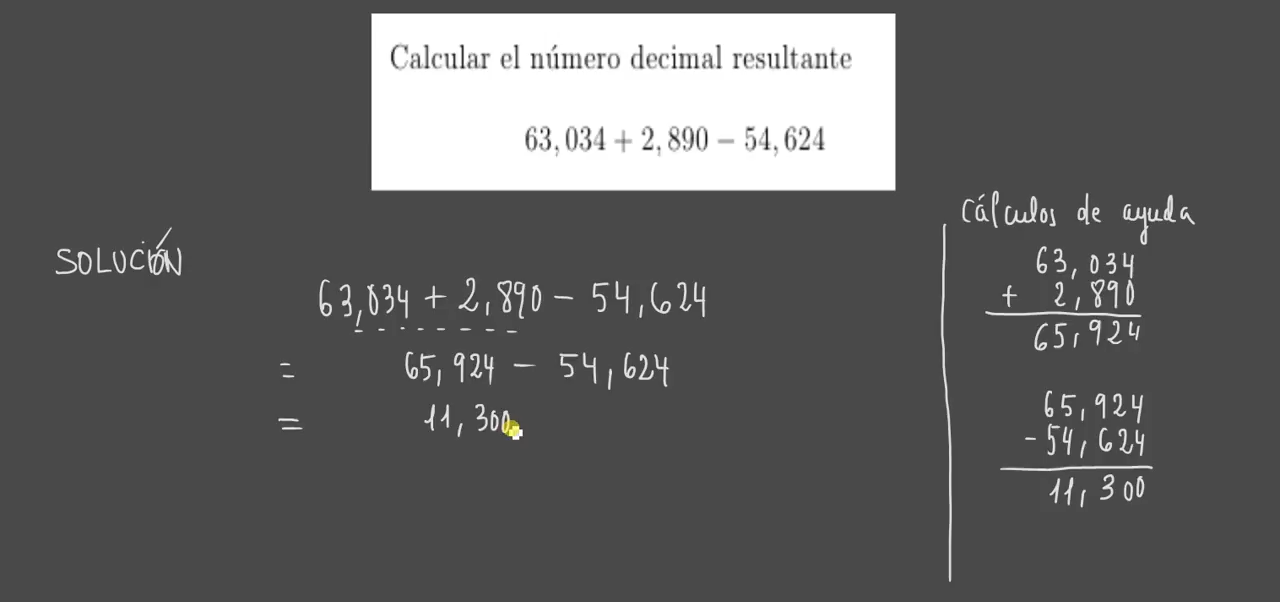 Calcular el número decimal resultante
63,034 + 2,890 − 54,624
SOLUCIÓN
63,034 + 2,890 − 54,624
= 65,924 − 54,624
= 11,300
Cálculos de ayuda
63,034
+ 2,890
65,924
65,924
- 54,624
11,300